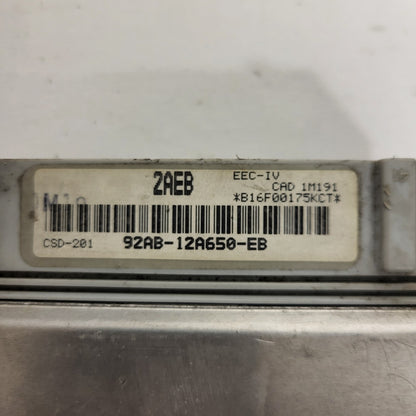 2AEB
EEC-IV
CAD 1M191
*B16F00175KCT*
CSD-201
92AB-12A650-EB